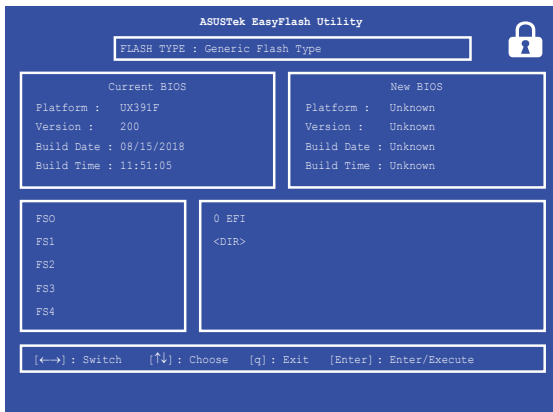 ASUSTek EasyFlash Utility
FLASH TYPE : Generic Flash Type
Current BIOS
Platform : UX391F
Version : 200
Build Date : 08/15/2018
Build Time : 11:51:05
New BIOS
Platform : Unknown
Version : Unknown
Build Date : Unknown
Build Time : Unknown
FSO
FS1
FS2
FS3
FS4
0 EFI
<DIR>
[←→] : Switch [↑↓] : Choose [q] : Exit [Enter] : Enter/Execute